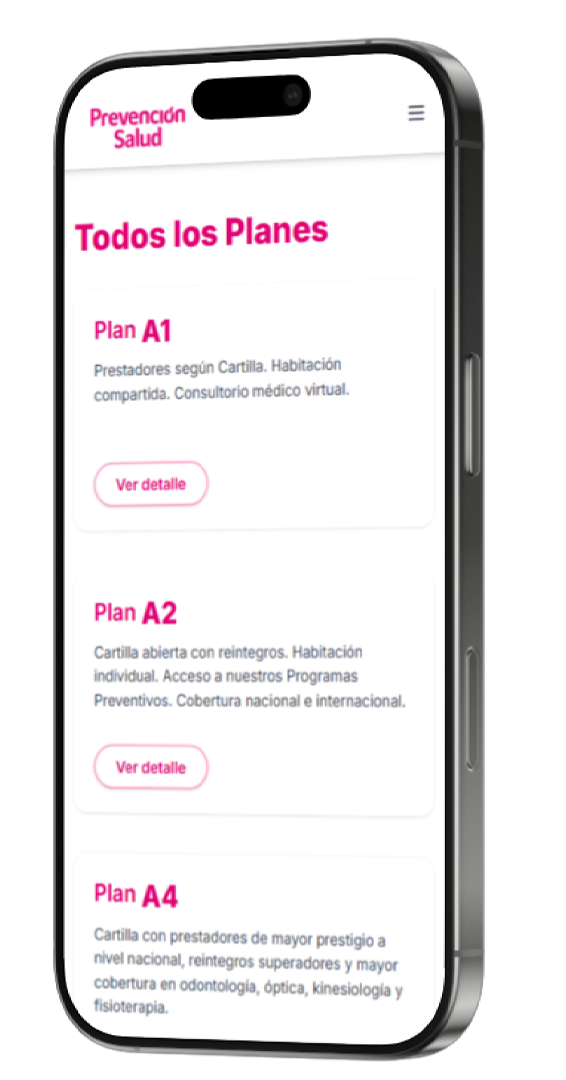 Prevención
Salud
Todos los Planes
Plan A1
Prestadores según Cartilla. Habitación
compartida. Consultorio médico virtual.
Ver detalle
Plan A2
Cartilla abierta con reintegros. Habitación
individual. Acceso a nuestros Programas
Preventivos. Cobertura nacional e internacional.
Ver detalle
Plan A4
Cartilla con prestadores de mayor prestigio a
nivel nacional, reintegros superadores y mayor
cobertura en odontología, óptica, kinesiología y
fisioterapia.